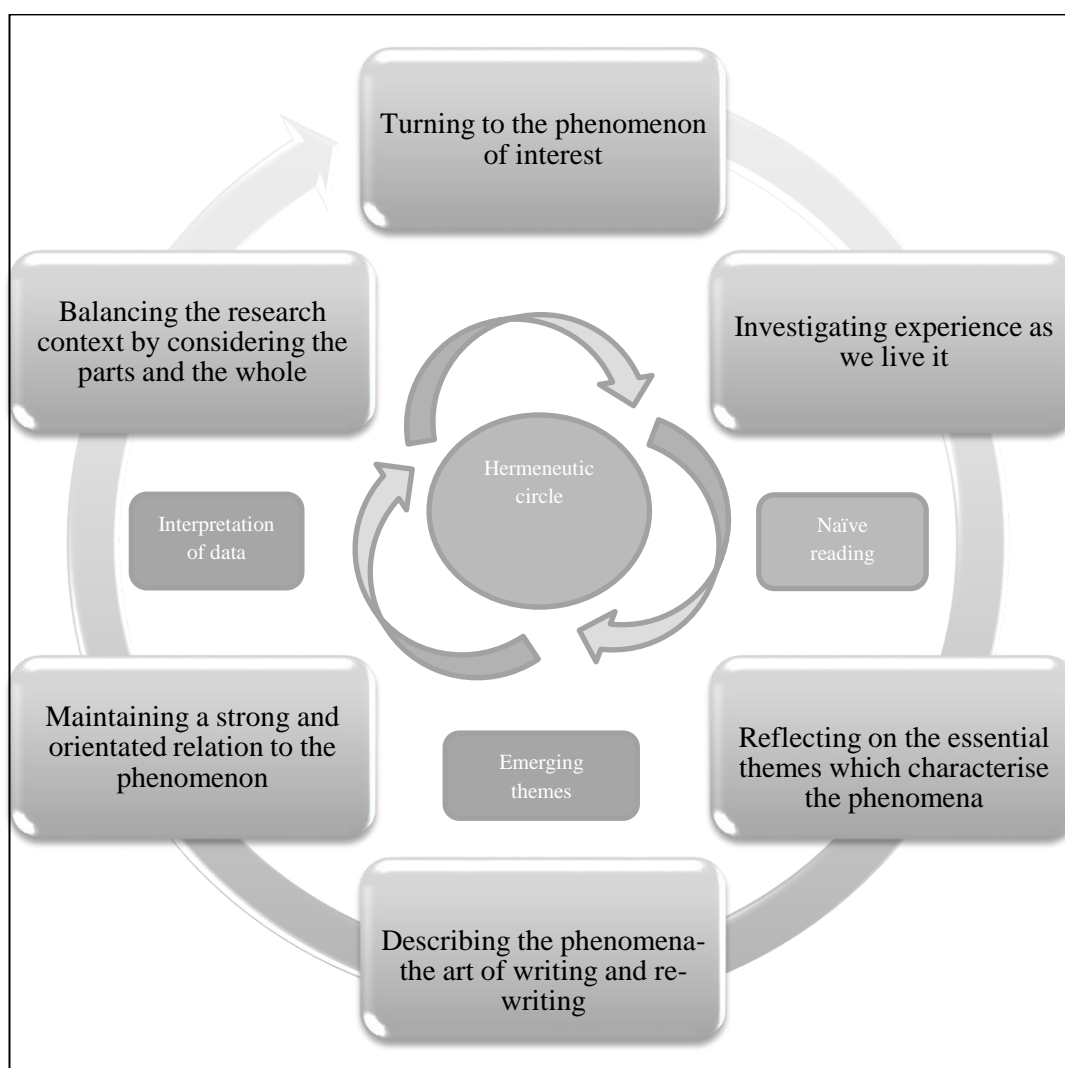 Turning to the phenomenon
of interest
Investigating experience as
we live it
Reflecting on the essential
themes which characterise
the phenomena
Describing the phenomena-
the art of writing and re-
writing
Maintaining a strong and
orientated relation to the
phenomenon
Balancing the research
context by considering the
parts and the whole
Hermeneutic
circle
Naïve
reading
Emerging
themes
Interpretation
of data